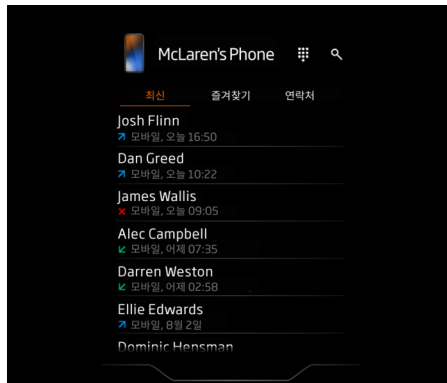 McLaren's Phone
최신 즐겨찾기 연락처
Josh Flinn
모바일, 오늘 16:50
Dan Greed
모바일, 오늘 10:22
James Wallis
모바일, 오늘 09:05
Alec Campbell
모바일, 어제 07:35
Darren Weston
모바일, 어제 02:58
Ellie Edwards
모바일, 8월 2일
Dominic Hensman